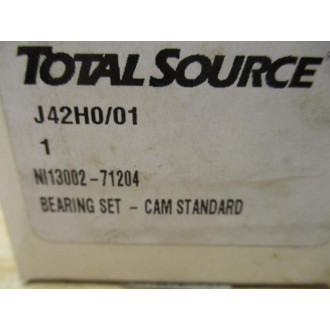 TOTAL SOURCE
J42H0/01
1
NI13002-71204
BEARING SET - CAM STANDARD